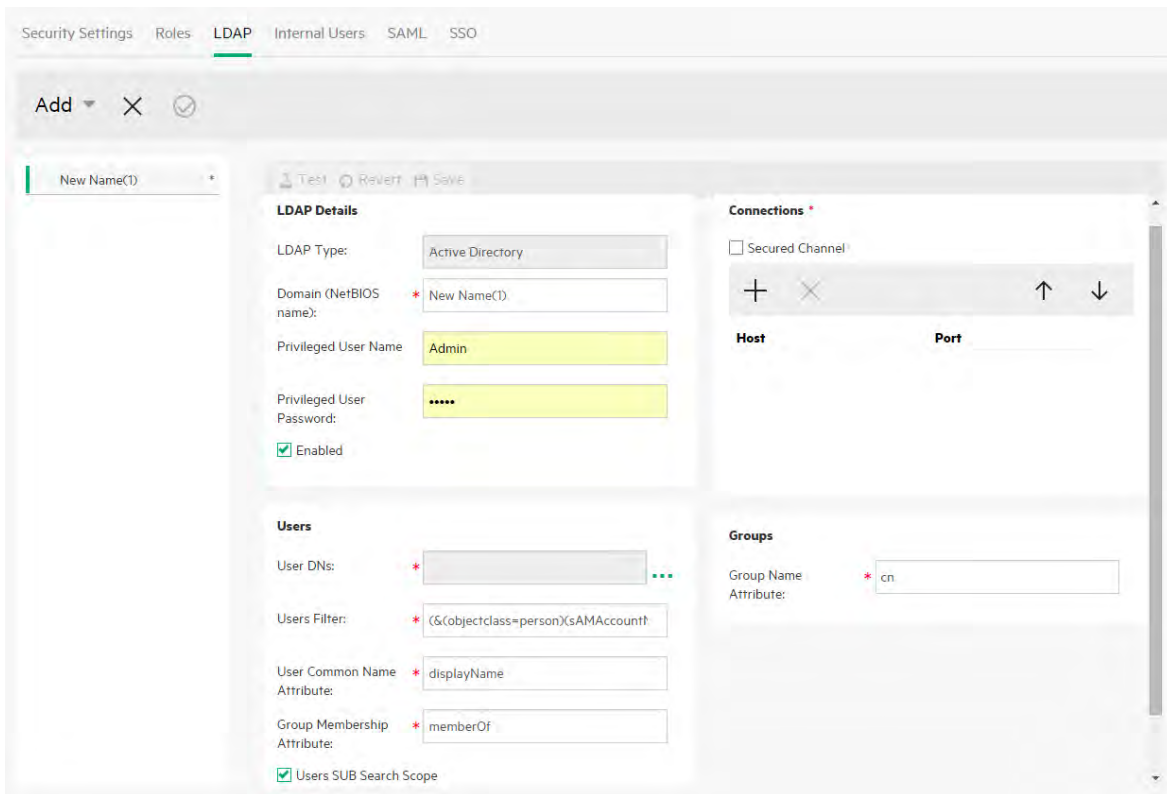 Security Settings Roles LDAP Internal Users SAML SSO
Add
New Name(1) *
Test Revert Save
LDAP Details
LDAP Type: Active Directory
Domain (NetBIOS
name): * New Name(1)
Privileged User Name Admin
Privileged User
Password: •••••
Enabled
Connections *
Secured Channel
Host Port
Users
User DNs: * ...
Users Filter: * (&(objectclass=person)(sAMAccountN
User Common Name
Attribute: * displayName
Group Membership
Attribute: * memberOf
Users SUB Search Scope
Groups
Group Name
Attribute: * cn